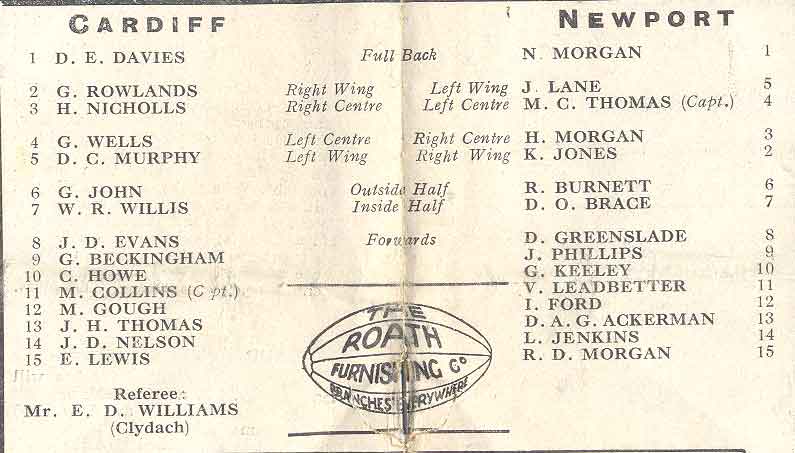 CARDIFF NEWPORT
1 D. E. DAVIES Full Back N. MORGAN 1
2 G. ROWLANDS Right Wing Left Wing J. LANE 5
3 H. NICHOLLS Right Centre Left Centre M. C. THOMAS (Capt.) 4
4 G. WELLS Left Centre Right Centre H. MORGAN 3
5 D. C. MURPHY Left Wing Right Wing K. JONES 2
6 G. JOHN Outside Half R. BURNETT 6
7 W. R. WILLIS Inside Half D. O. BRACE 7
8 J. D. EVANS Forwards D. GREENSLADE 8
9 G. BECKINGHAM J. PHILLIPS 9
10 C. HOWE G. KEELEY 10
11 M. COLLINS (C pt.) V. LEADBETTER 11
12 M. GOUGH I. FORD 12
13 J. H. THOMAS D. A. G. ACKERMAN 13
14 J. D. NELSON L. JENKINS 14
15 E. LEWIS R. D. MORGAN 15
Referee:
Mr. E. D. WILLIAMS
(Clydach)
THE
ROATH
FURNISHING Co
BRANCHES EVERYWHERE